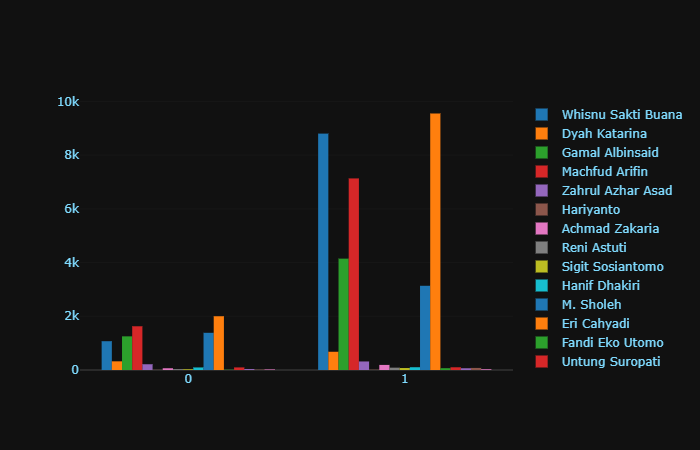 10k
8k
6k
4k
2k
0
0
1
Whisnu Sakti Buana
Dyah Katarina
Gamal Albinsaid
Machfud Arifin
Zahrul Azhar Asad
Hariyanto
Achmad Zakaria
Reni Astuti
Sigit Sosiantomo
Hanif Dhakiri
M. Sholeh
Eri Cahyadi
Fandi Eko Utomo
Untung Suropati